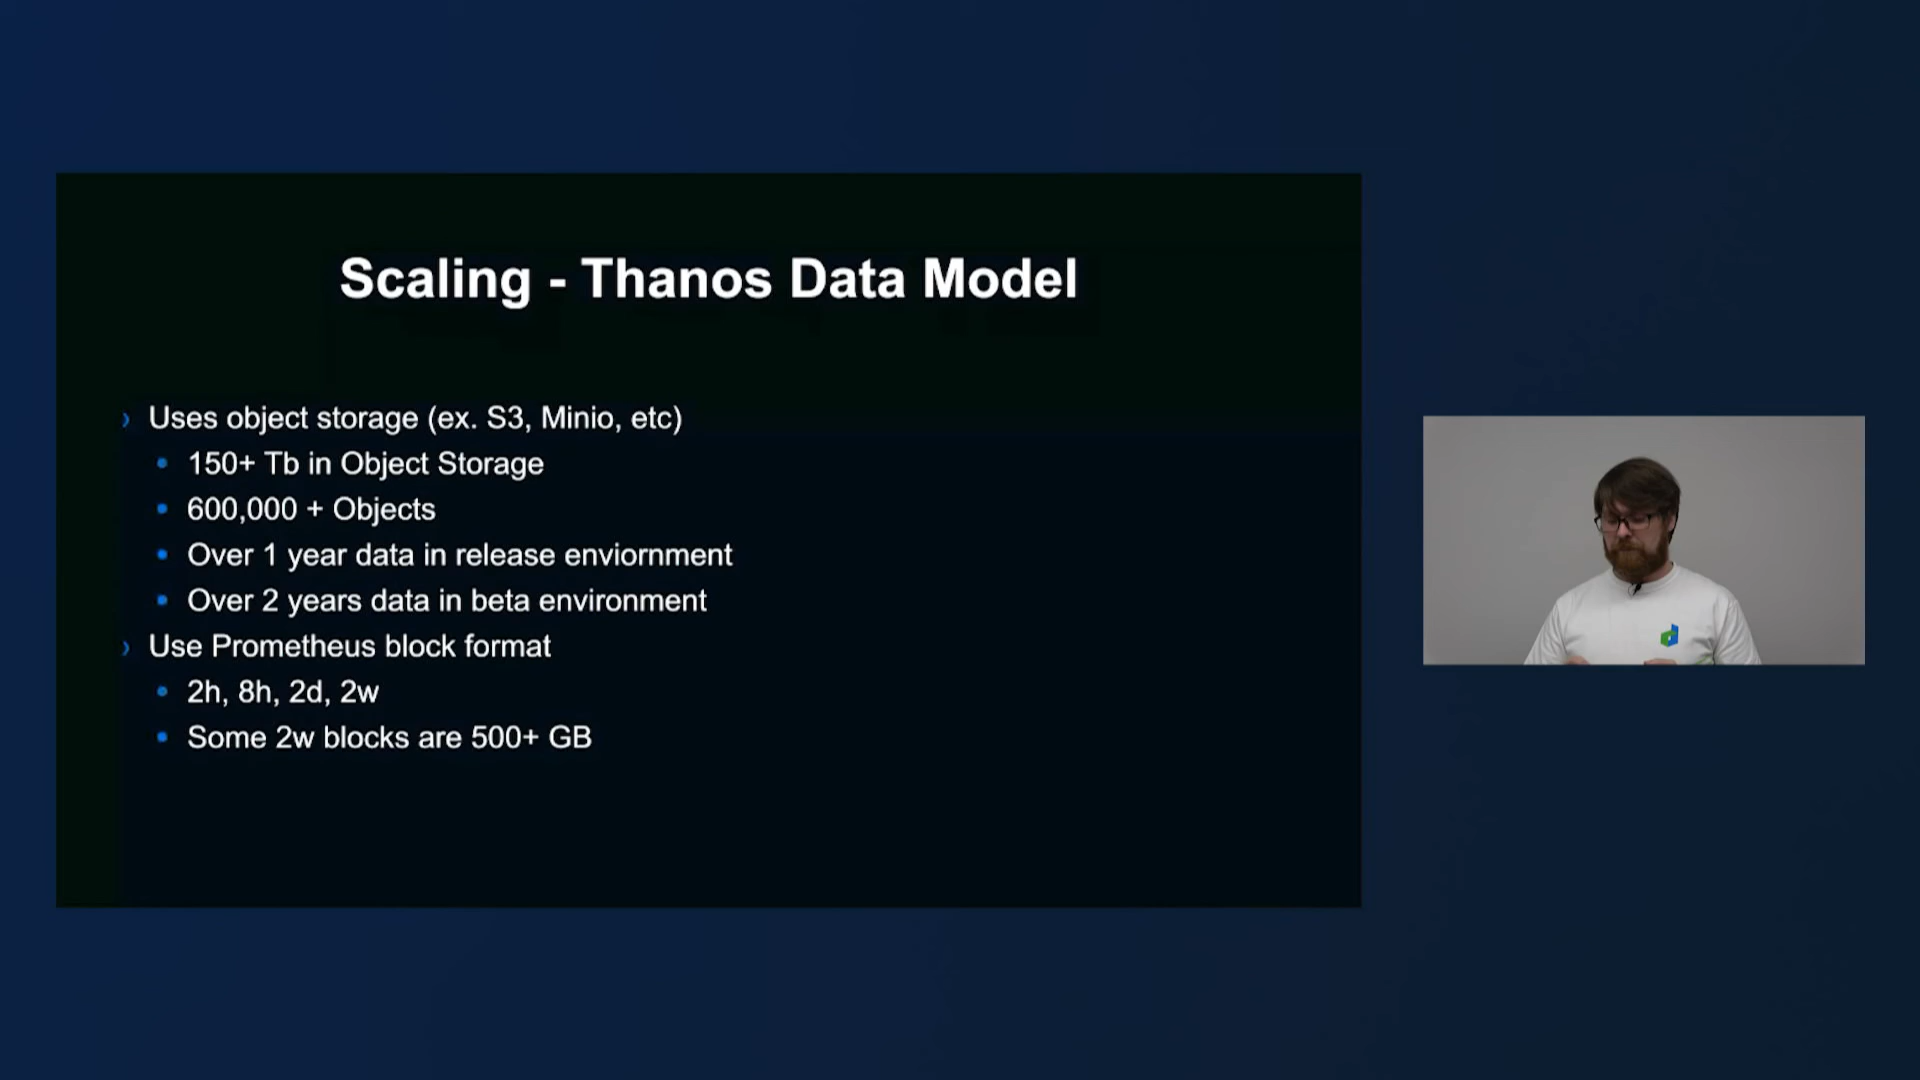 Scaling - Thanos Data Model
Uses object storage (ex. S3, Minio, etc)
150+ Tb in Object Storage
600,000 + Objects
Over 1 year data in release enviornment
Over 2 years data in beta environment
Use Prometheus block format
2h, 8h, 2d, 2w
Some 2w blocks are 500+ GB